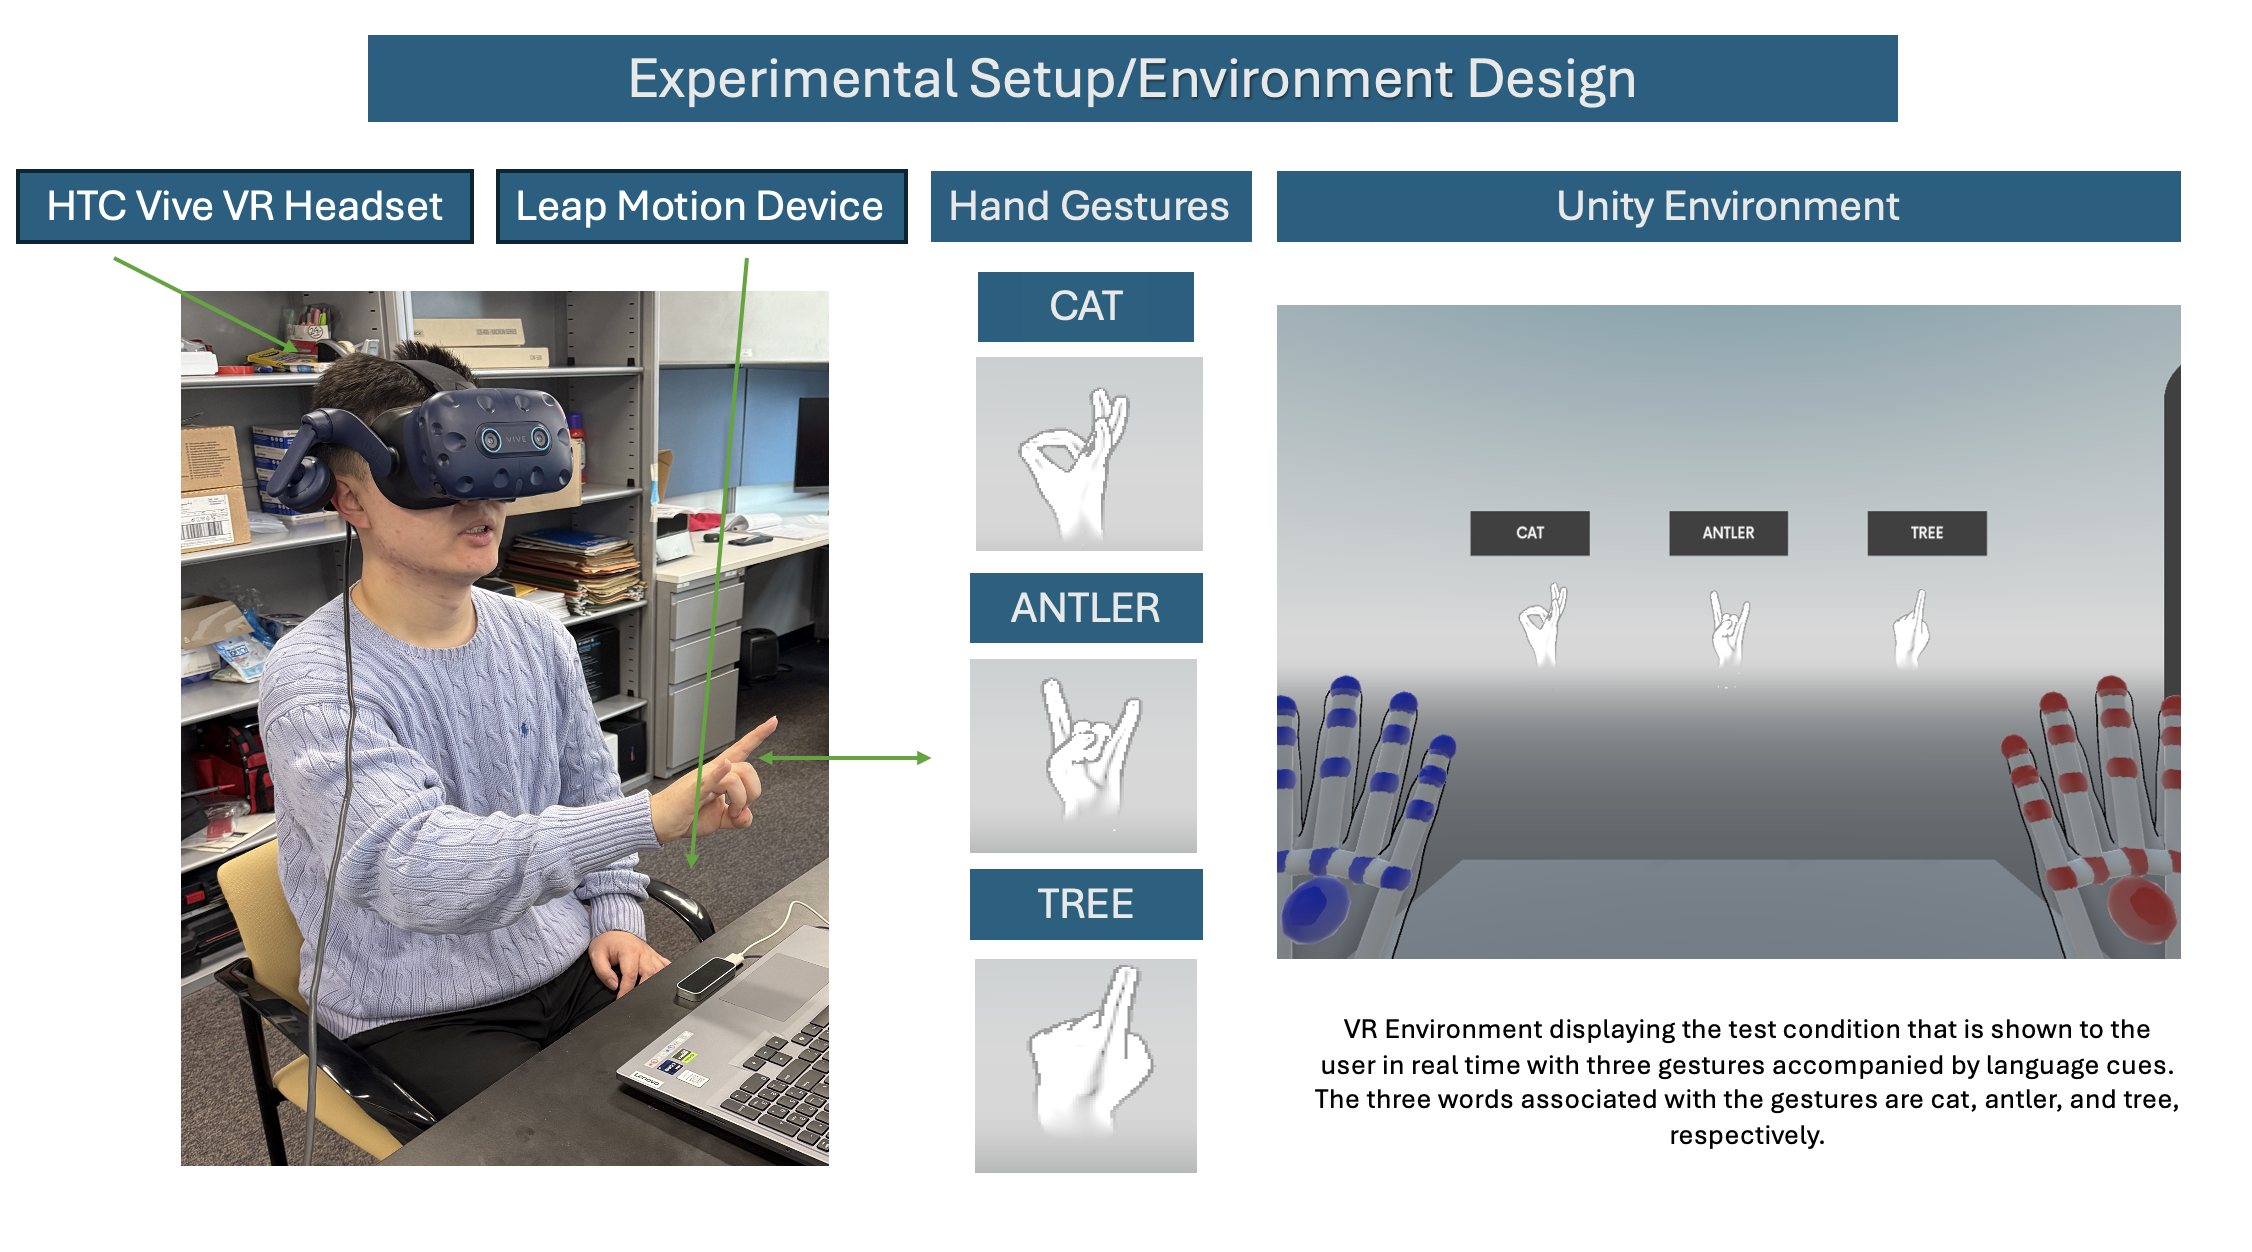 Experimental Setup/Environment Design
HTC Vive VR Headset
Leap Motion Device
Hand Gestures
Unity Environment
CAT
ANTLER
TREE
VIVE
Lenovo
CAT
ANTLER
TREE
VR Environment displaying the test condition that is shown to the
user in real time with three gestures accompanied by language cues.
The three words associated with the gestures are cat, antler, and tree,
respectively.